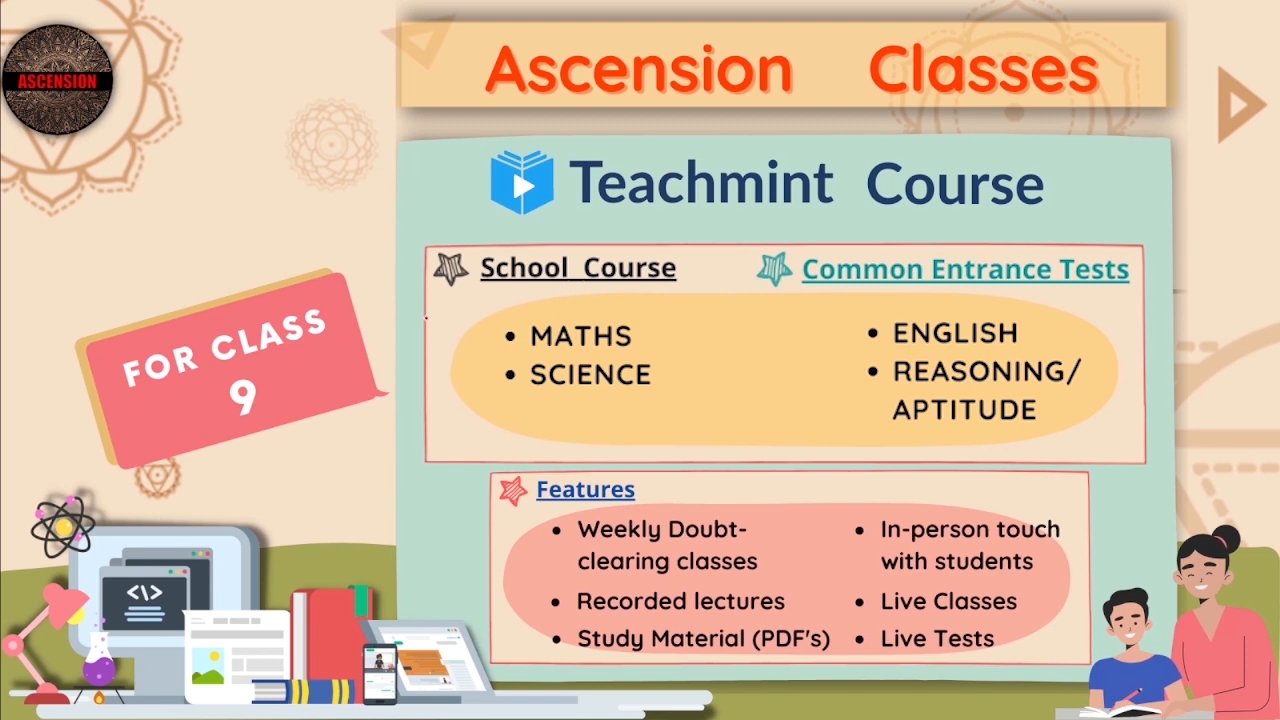 ASCENSION
Ascension Classes
Teachmint Course
School Course
Common Entrance Tests
• MATHS
• SCIENCE
• ENGLISH
• REASONING/
APTITUDE
FOR CLASS
9
Features
• Weekly Doubt-
clearing classes
• Recorded lectures
• Study Material (PDF's)
• In-person touch
with students
• Live Classes
• Live Tests
</>